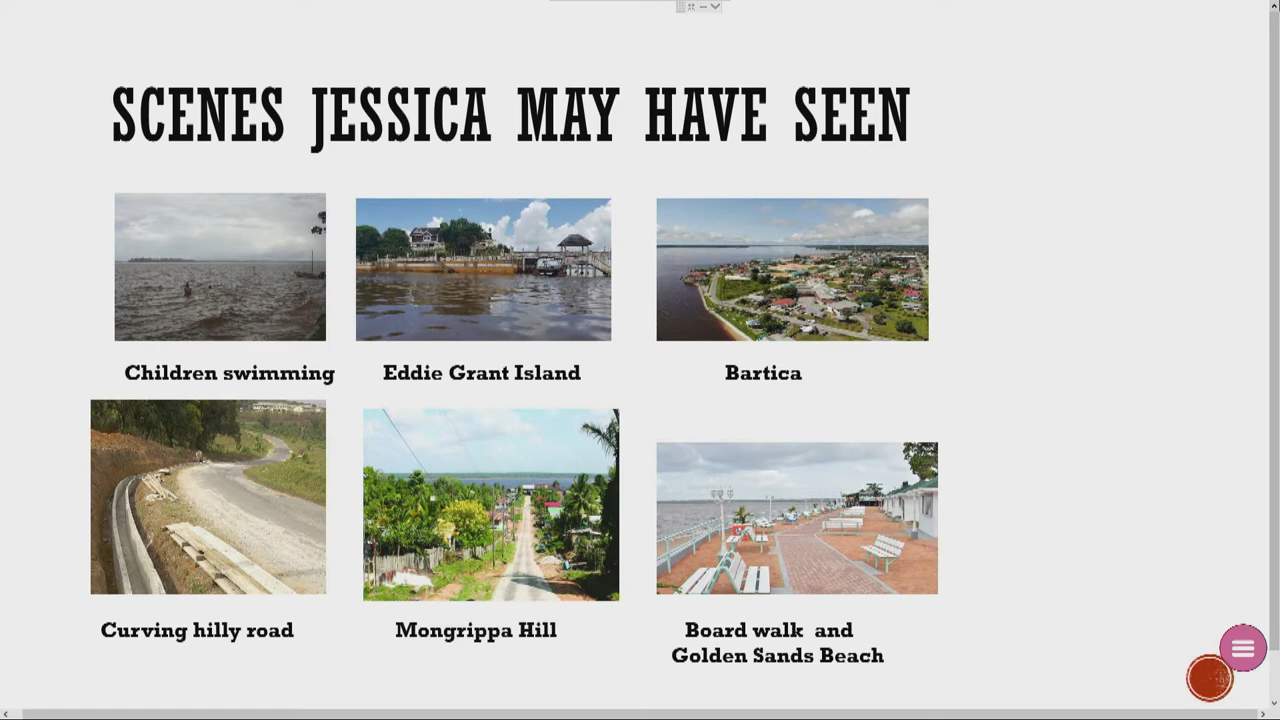 SCENES JESSICA MAY HAVE SEEN
Children swimming
Eddie Grant Island
Bartica
Curving hilly road
Mongrippa Hill
Board walk and
Golden Sands Beach